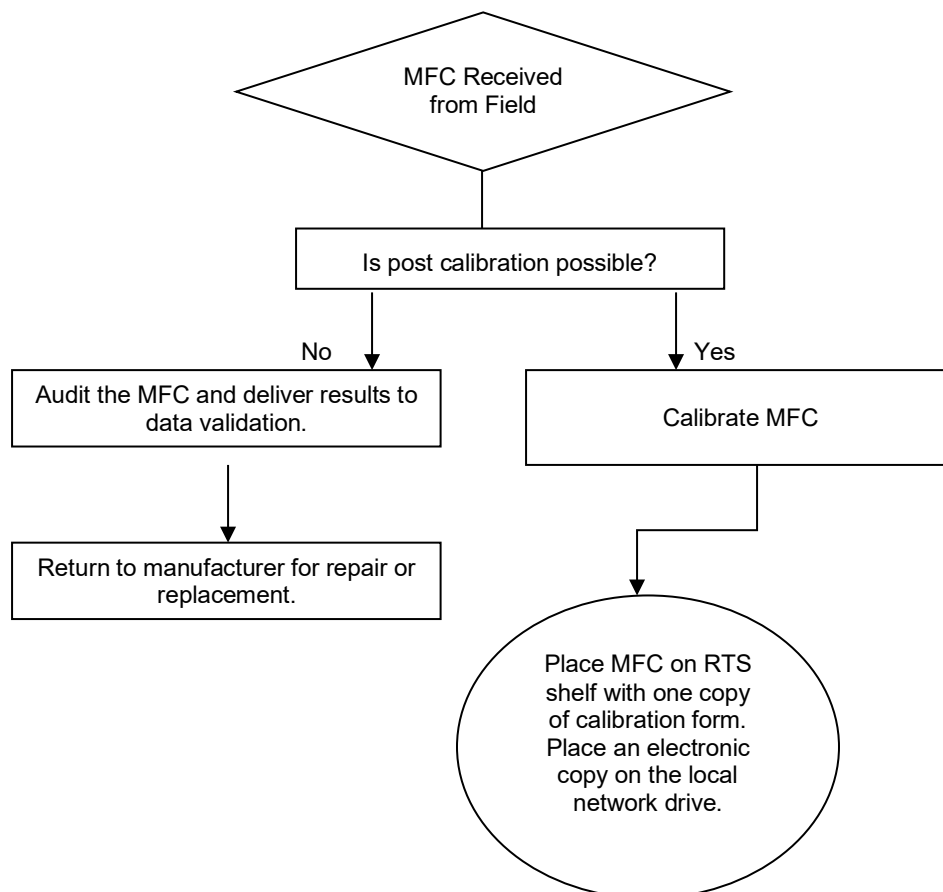 MFC Received
from Field
Is post calibration possible?
No
Yes
Audit the MFC and deliver results to
data validation.
Calibrate MFC
Return to manufacturer for repair or
replacement.
Place MFC on RTS
shelf with one copy
of calibration form.
Place an electronic
copy on the local
network drive.